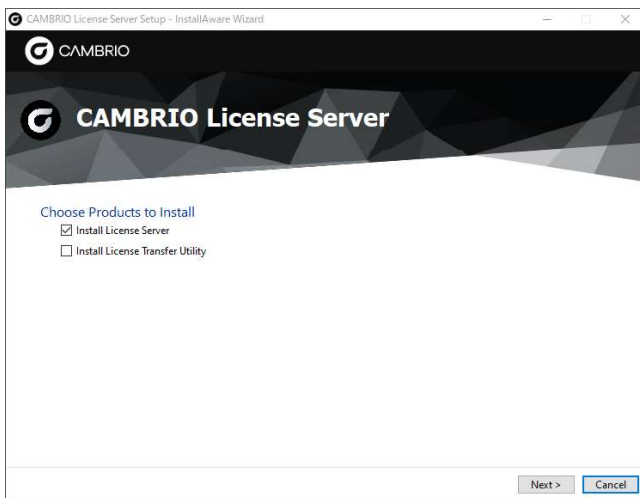 CAMBRIO License Server Setup - InstallAware Wizard
CAMBRIO
CAMBRIO License Server
Choose Products to Install
Install License Server
Install License Transfer Utility
Next > Cancel